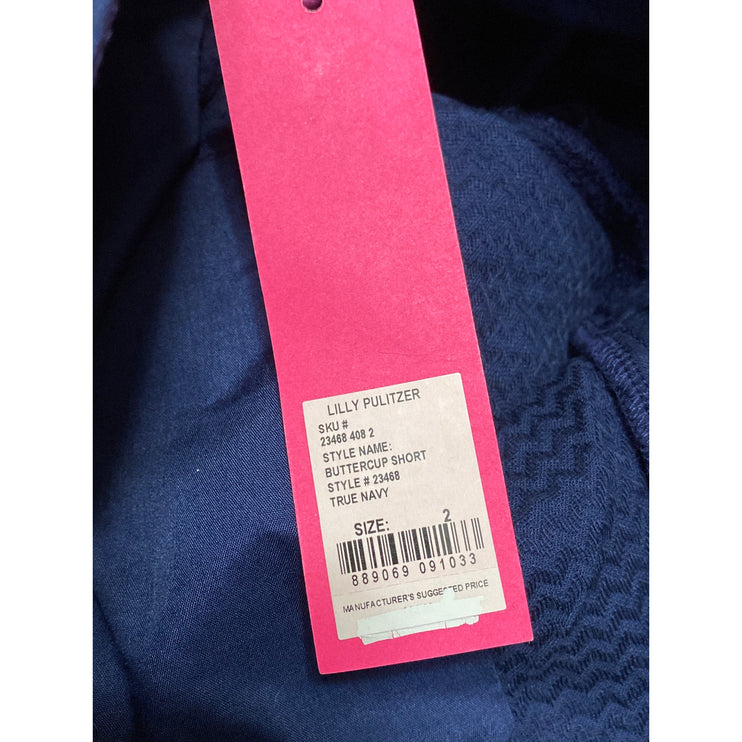 LILLY PULITZER
SKU #
23468 408 2
STYLE NAME:
BUTTERCUP SHORT
STYLE # 23468
TRUE NAVY
SIZE: 2
889069 091033
MANUFACTURER'S SUGGESTED PRICE